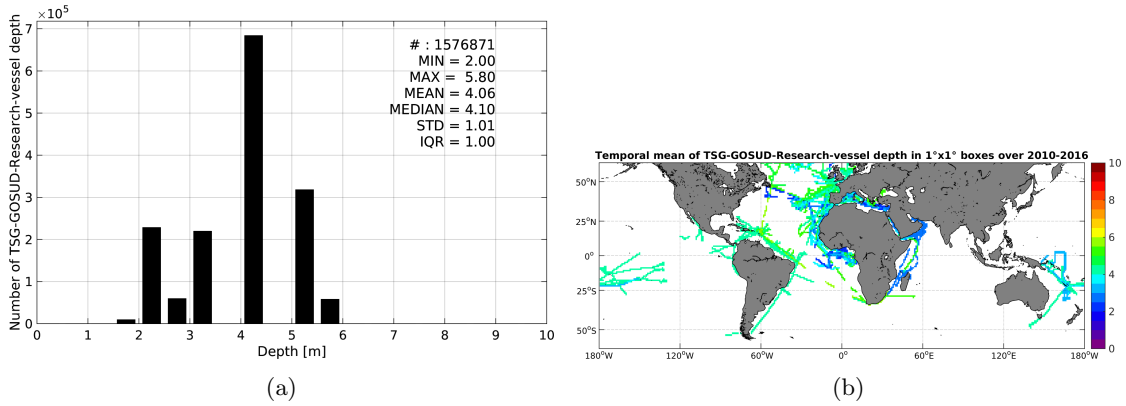 ×10⁵
Number of TSG-GOSUD-Research-vessel depth
7
6
5
4
3
2
1
0
# : 1576871
MIN = 2.00
MAX = 5.80
MEAN = 4.06
MEDIAN = 4.10
STD = 1.01
IQR = 1.00
0 1 2 3 4 5 6 7 8 9 10
Depth [m]
(a)
Temporal mean of TSG-GOSUD-Research-vessel depth in 1°x1° boxes over 2010-2016
50°N
25°N
0°
25°S
50°S
180°W 120°W 60°W 0° 60°E 120°E 180°W
10
8
6
4
2
0
(b)